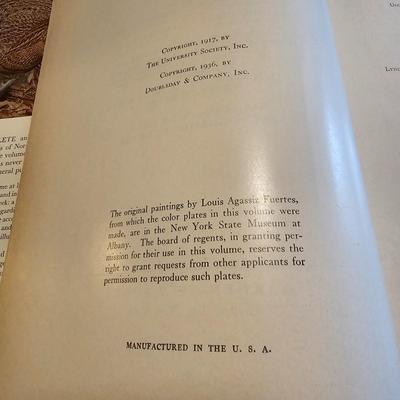 Copyright, 1917, by
The University Society, Inc.
Copyright, 1936, by
Doubleday & Company, Inc.
The original paintings by Louis Agassiz Fuertes,
from which the color plates in this volume were
made, are in the New York State Museum at
Albany. The board of regents, in granting per-
mission for their use in this volume, reserves the
right to grant requests from other applicants for
permission to reproduce such plates.
MANUFACTURED IN THE U. S. A.